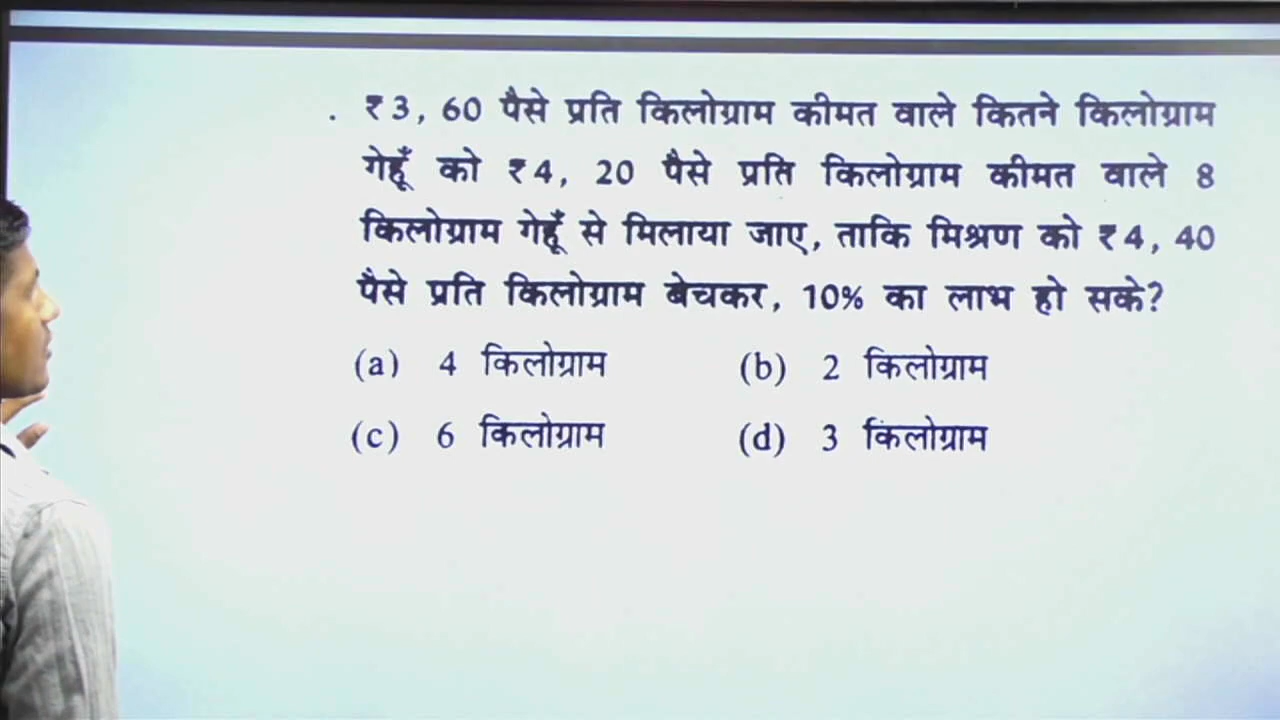 . ₹3, 60 पैसे प्रति किलोग्राम कीमत वाले कितने किलोग्राम
गेहूँ को ₹4, 20 पैसे प्रति किलोग्राम कीमत वाले 8
किलोग्राम गेहूँ से मिलाया जाए, ताकि मिश्रण को ₹4, 40
पैसे प्रति किलोग्राम बेचकर, 10% का लाभ हो सके?
(a) 4 किलोग्राम (b) 2 किलोग्राम
(c) 6 किलोग्राम (d) 3 किलोग्राम